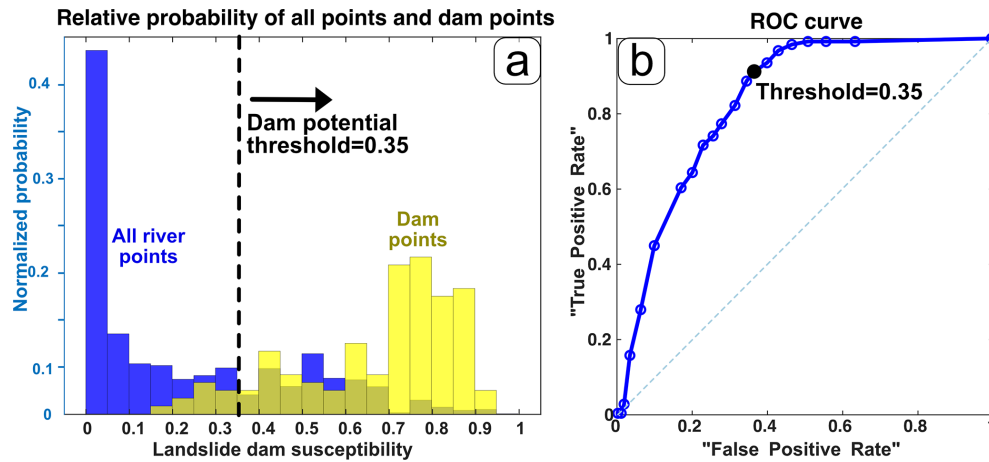 Relative probability of all points and dam points
a
Normalized probability
0.4
0.3
0.2
0.1
0
Dam potential
threshold=0.35
All river
points
Dam
points
0 0.1 0.2 0.3 0.4 0.5 0.6 0.7 0.8 0.9 1
Landslide dam susceptibility
ROC curve
b
"True Positive Rate"
1
0.8
0.6
0.4
0.2
0
Threshold=0.35
0.2 0.4 0.6 0.8 1
"False Positive Rate"